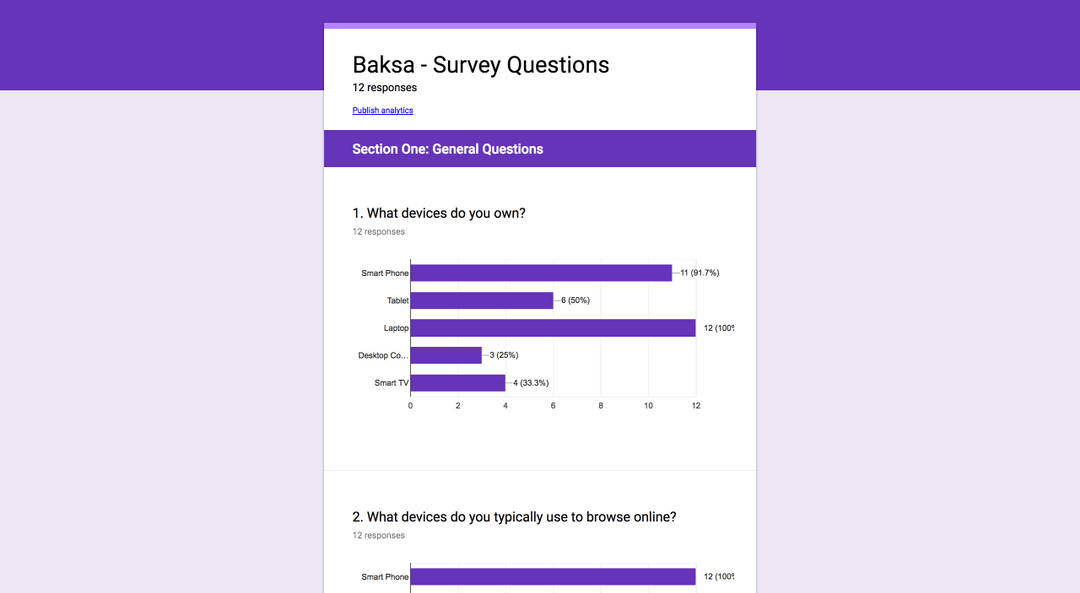 Baksa - Survey Questions
12 responses
Publish analytics
Section One: General Questions
1. What devices do you own?
12 responses
Smart Phone 11 (91.7%)
Tablet 6 (50%)
Laptop 12 (100%
Desktop Co... 3 (25%)
Smart TV 4 (33.3%)
0 2 4 6 8 10 12
2. What devices do you typically use to browse online?
12 responses
Smart Phone 12 (100%